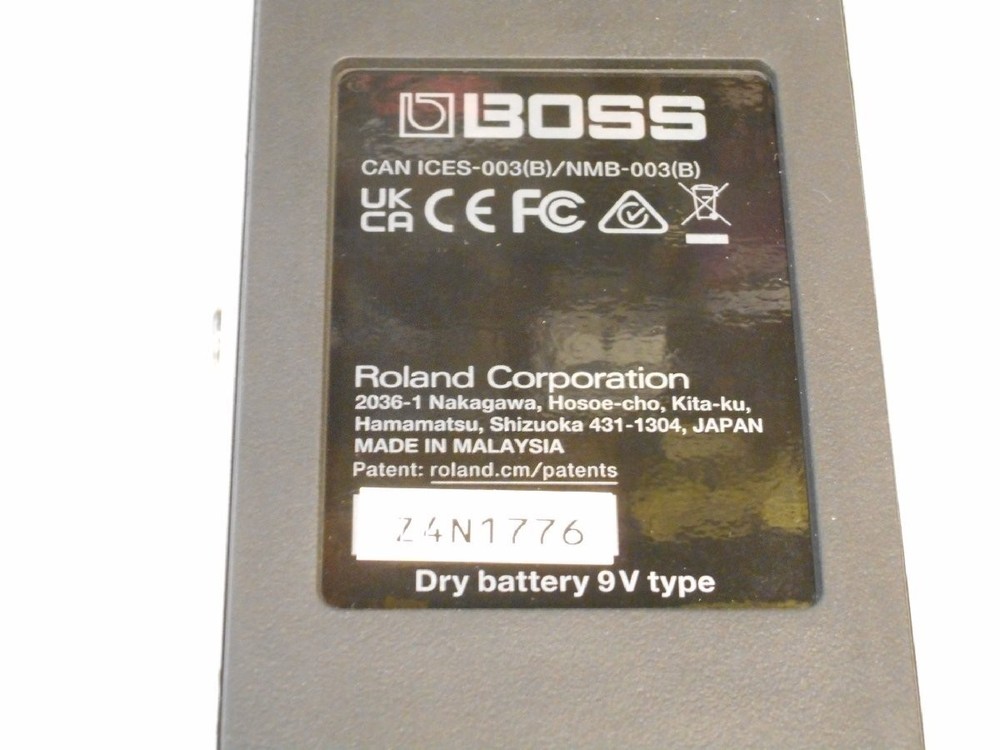 BOSS
CAN ICES-003(B)/NMB-003(B)
UK CA CE FC
Roland Corporation
2036-1 Nakagawa, Hosoe-cho, Kita-ku,
Hamamatsu, Shizuoka 431-1304, JAPAN
MADE IN MALAYSIA
Patent: roland.cm/patents
Z4N1776
Dry battery 9V type